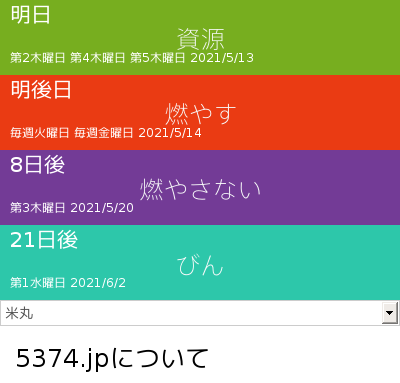 明日
資源
第2木曜日 第4木曜日 第5木曜日 2021/5/13
明後日
燃やす
毎週火曜日 毎週金曜日 2021/5/14
8日後
燃やさない
第3木曜日 2021/5/20
21日後
びん
第1水曜日 2021/6/2
米丸
5374.jpについて